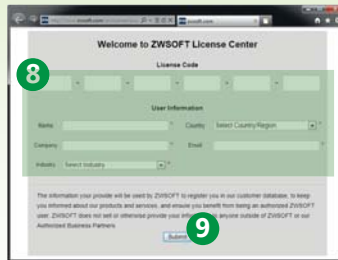 zwsoft.com
Welcome to ZWSOFT License Center
License Code
8
- - - - -
User Information
Name * Country Select Country/Region *
Company * Email *
Industry Select Industry *
The information your provide will be used by ZWSOFT to register you in our customer database, to keep
you informed about our products and services, and ensure you benefit from being an authorized ZWSOFT
user. ZWSOFT does not sell or otherwise provide your information to anyone outside of ZWSOFT or our
Authorized Business Partners
9
Submit